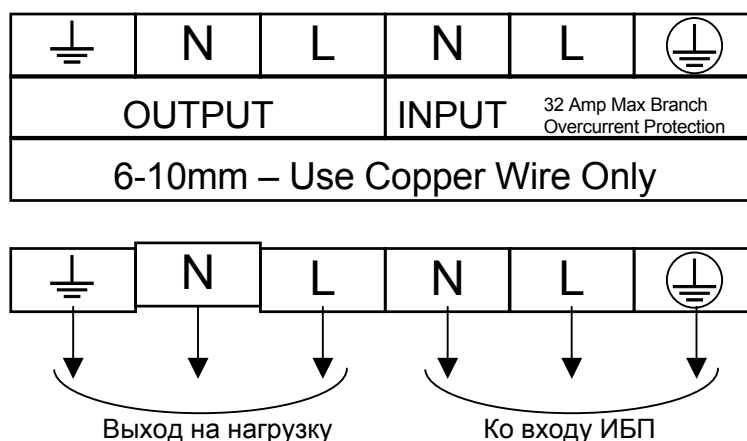 N L N L
OUTPUT INPUT 32 Amp Max Branch
Overcurrent Protection
6-10mm – Use Copper Wire Only
N L N L
Выход на нагрузку Ко входу ИБП